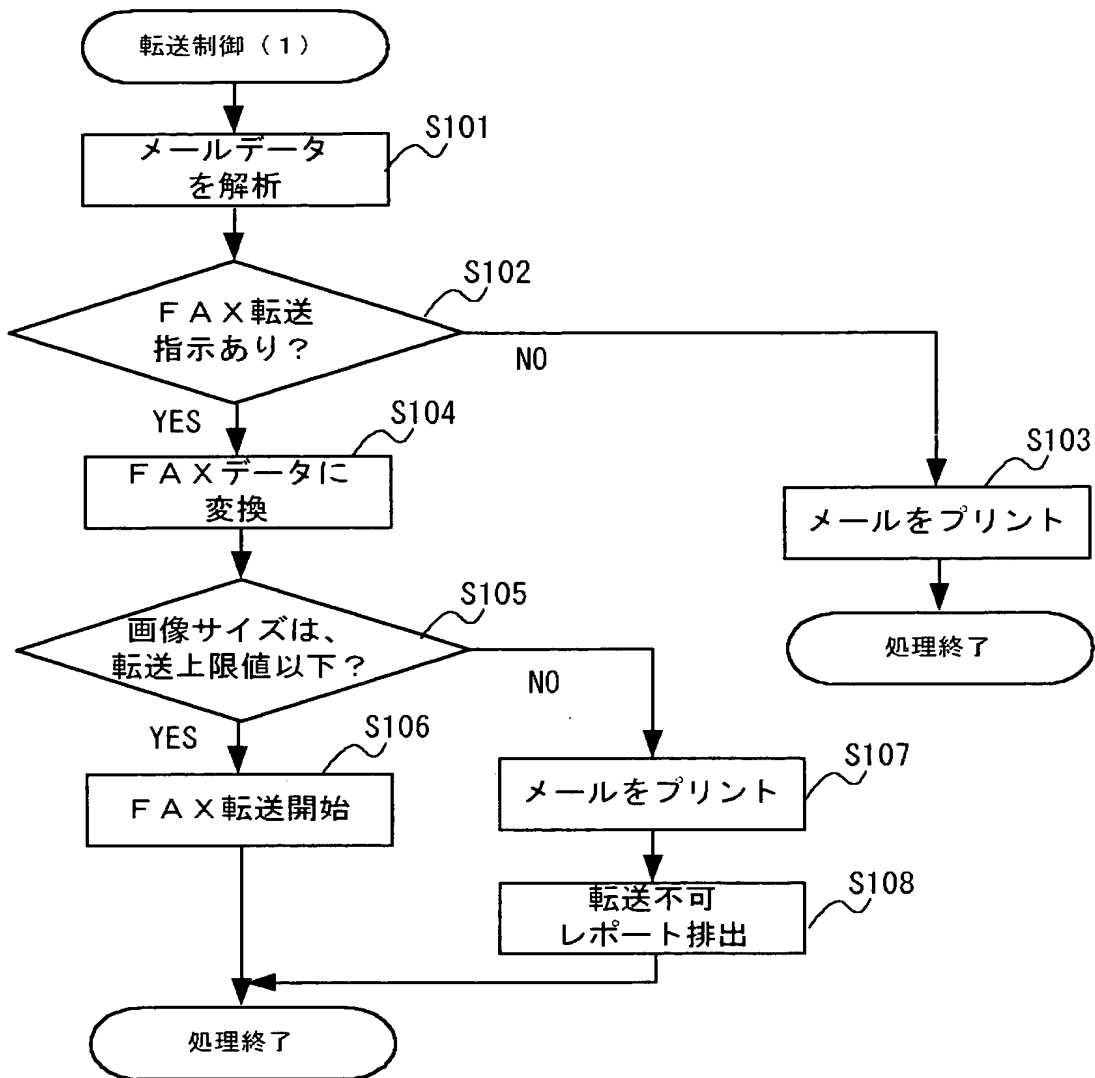 転送制御（１）
S101
メールデータ
を解析
S102
ＦＡＸ転送
指示あり？
NO
YES
S104
ＦＡＸデータに
変換
S103
メールをプリント
処理終了
S105
画像サイズは、
転送上限値以下？
NO
YES
S106
ＦＡＸ転送開始
S107
メールをプリント
S108
転送不可
レポート排出
処理終了